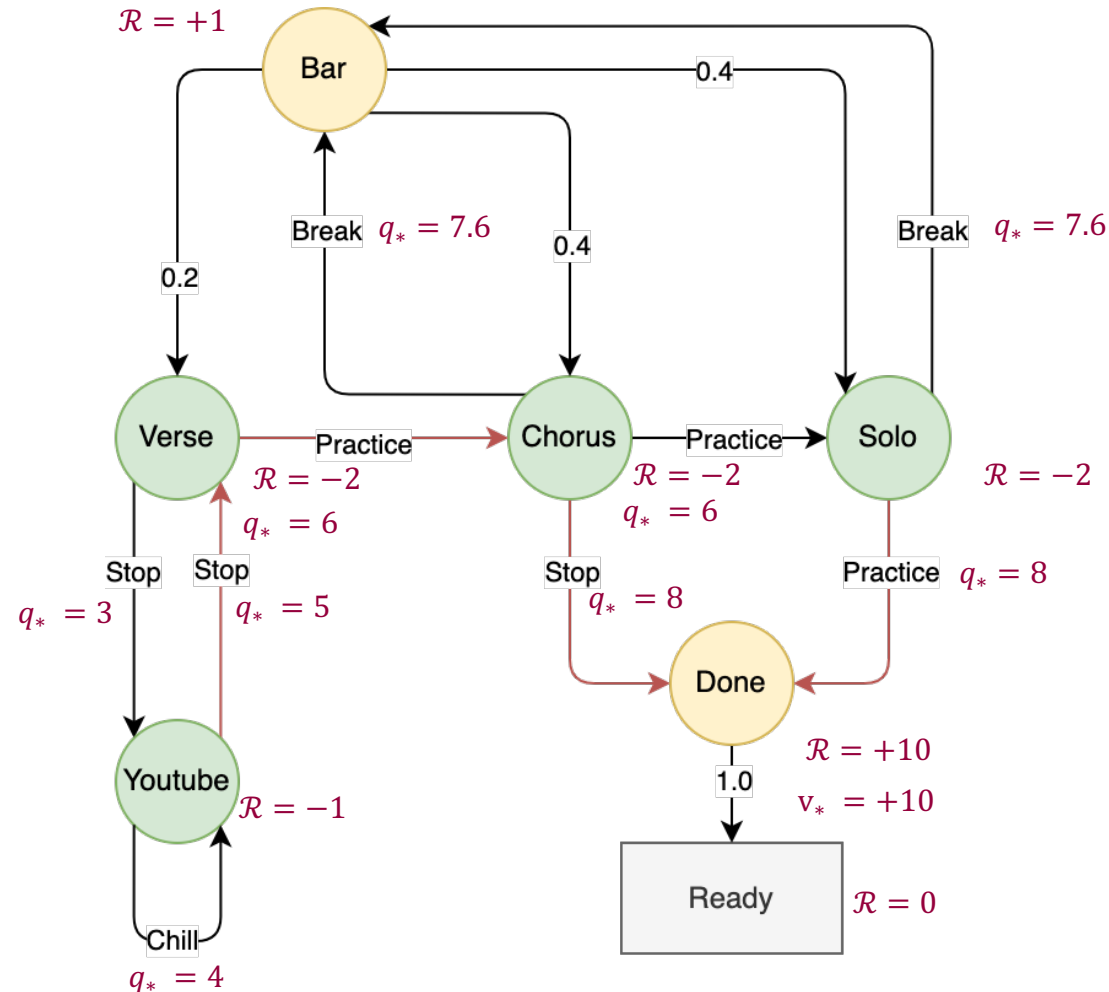 ℛ = +1
Bar
0.4
Break
q* = 7.6
0.4
Break
q* = 7.6
0.2
Verse
Practice
Chorus
Practice
Solo
ℛ = −2
ℛ = −2
ℛ = −2
q* = 6
q* = 6
Stop
Stop
Stop
Practice
q* = 3
q* = 5
q* = 8
q* = 8
Done
ℛ = +10
Youtube
1.0
ℛ = −1
v* = +10
Ready
ℛ = 0
Chill
q* = 4